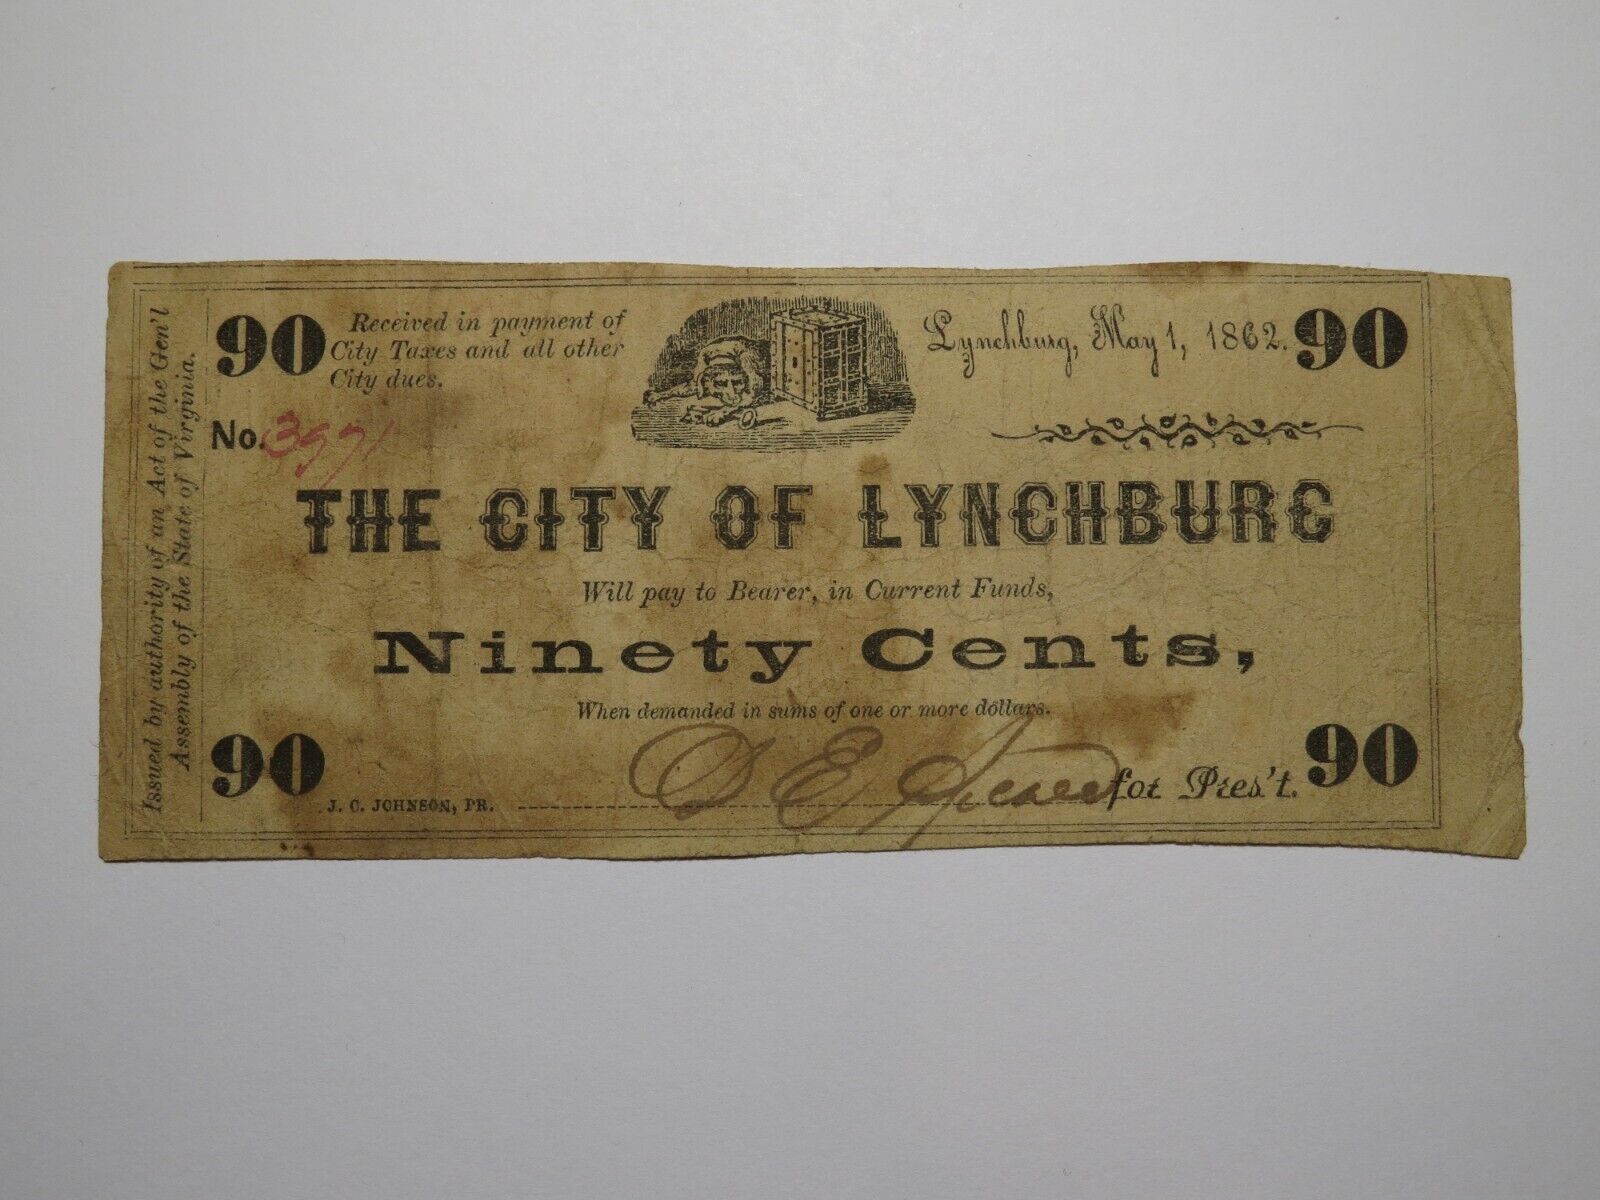 Issued by authority of an Act of the Gen'l
Assembly of the State of Virginia.
90
Received in payment of
City Taxes and all other
City dues.
Lynchburg, May 1, 1862.
90
No. 3971
THE CITY OF LYNCHBURG
Will pay to Bearer, in Current Funds,
Ninety Cents,
When demanded in sums of one or more dollars.
90
J. C. JOHNSON, PR.
D E
for Pres't.
90